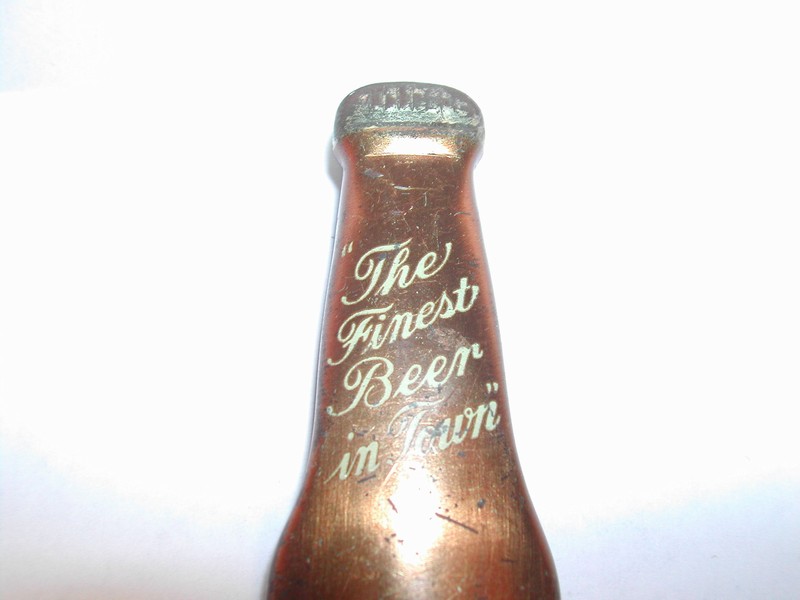 "The
Finest
Beer
in Town"